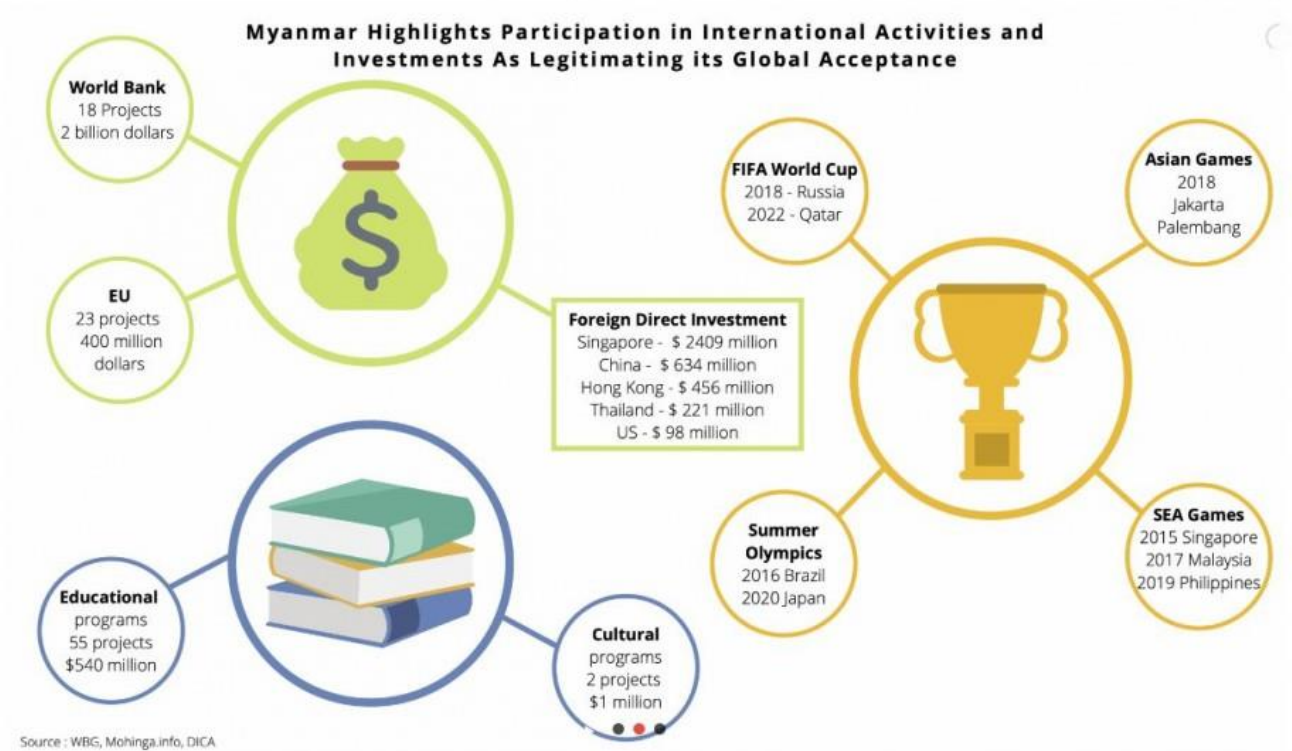 Myanmar Highlights Participation in International Activities and
Investments As Legitimating its Global Acceptance
World Bank
18 Projects
2 billion dollars
$
EU
23 projects
400 million
dollars
Foreign Direct Investment
Singapore - $ 2409 million
China - $ 634 million
Hong Kong - $ 456 million
Thailand - $ 221 million
US - $ 98 million
FIFA World Cup
2018 - Russia
2022 - Qatar
Asian Games
2018
Jakarta
Palembang
Summer
Olympics
2016 Brazil
2020 Japan
SEA Games
2015 Singapore
2017 Malaysia
2019 Philippines
Educational
programs
55 projects
$540 million
Cultural
programs
2 projects
$1 million
Source : WBG, Mohinga.info, DICA